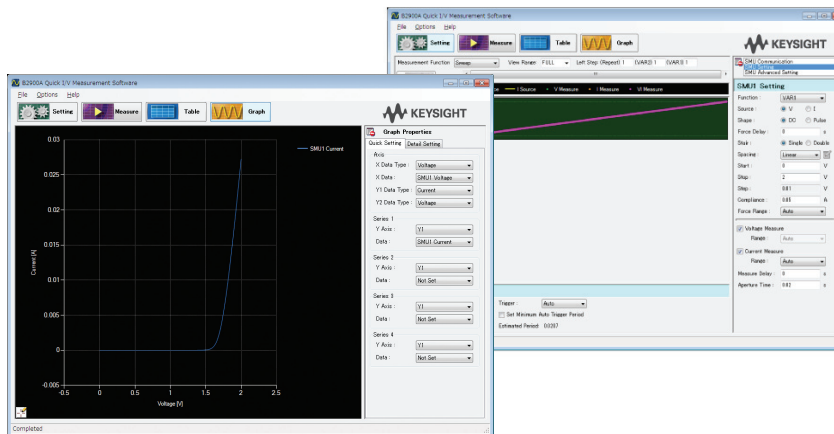 B2900A Quick I/V Measurement Software
File Options Help
Setting Measure Table Graph
KEYSIGHT
Graph Properties
Quick Setting Detail Setting
Axis
X Data Type : Voltage
X Data : SMU1 Voltage
Y1 Data Type : Current
Y2 Data Type : Voltage
Series 1
Y Axis : Y1
Data : SMU1 Current
Series 2
Y Axis : Y1
Data : Not Set
Series 3
Y Axis : Y1
Data : Not Set
Series 4
Y Axis : Y1
Data : Not Set
SMU1 Current
Current [A]
0.03
0.025
0.02
0.015
0.01
0.005
0
-0.005
-0.5 0 0.5 1 1.5 2 2.5
Voltage [V]
Completed
B2900A Quick I/V Measurement Software
File Options Help
Setting Measure Table Graph
KEYSIGHT
Measurement Function Sweep View Range FULL Left Step (Repeat) 1 (VAR2) 1 (VAR1) 1
I Source V Measure I Measure VI Measure
SMU Communication
SMU Setting
SMU Advanced Setting
SMU1 Setting
Function : VAR1
Source : V I
Shape : DC Pulse
Force Delay : 0 s
Stair : Single Double
Spacing : Linear
Start : 0 V
Stop : 2 V
Step : 0.01 V
Compliance : A
Force Range : Auto
Voltage Measure
Range : Auto
Current Measure
Range : Auto
Measure Delay : 0 s
Aperture Time : s
Trigger : Auto
Set Minimum Auto Trigger Period
Estimated Period